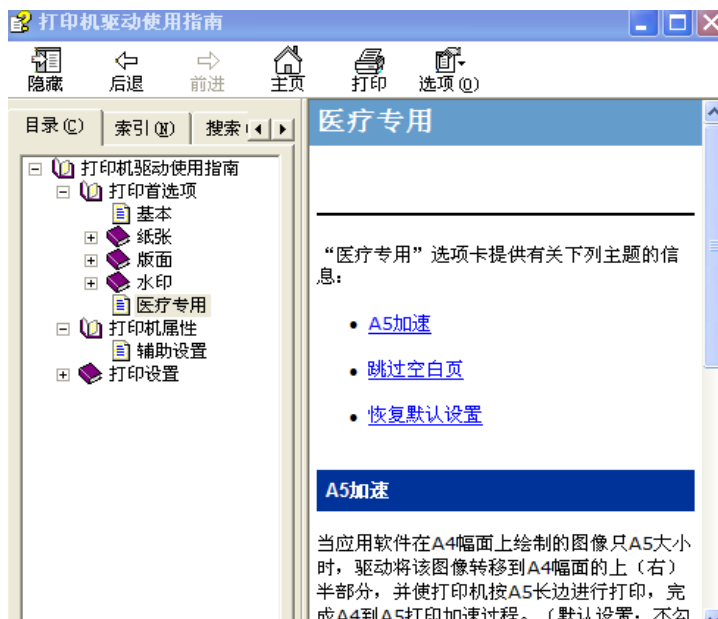 打印机驱动使用指南
隐藏 后退 前进 主页 打印 选项(O)
目录(C) 索引(N) 搜索
打印机驱动使用指南
打印首选项
基本
纸张
版面
水印
医疗专用
打印机属性
辅助设置
打印设置
医疗专用
“医疗专用”选项卡提供有关下列主题的信
息：
• A5加速
• 跳过空白页
• 恢复默认设置
A5加速
当应用软件在A4幅面上绘制的图像只A5大小
时，驱动将该图像转移到A4幅面的上（右）
半部分，并使打印机按A5长边进行打印，完
成A4到A5打印加速过程。（默认设置：不勾